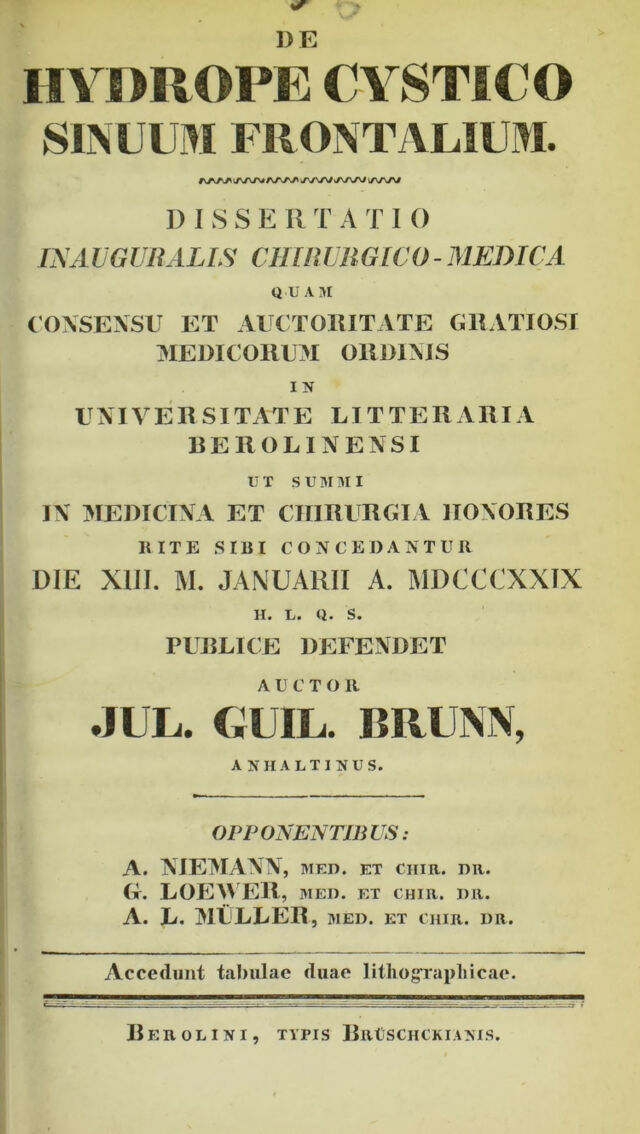 DE
HYDROPE CYSTICO
SINUUM FRONTALIUM.
DISSERTATIO
INAUGURALIS CHIRURGICO-MEDICA
QUAM
CONSENSU ET AUCTORITATE GRATIOSI
MEDICORUM ORDINIS
IN
UNIVERSITATE LITTERARIA
BEROLINENSI
UT SUMMI
IN MEDICINA ET CHIRURGIA HONORES
RITE SIBI CONCEDANTUR
DIE XIII. M. JANUARII A. MDCCCXXIX
H. L. Q. S.
PUBLICE DEFENDET
AUCTOR
JUL. GUIL. BRUNN,
ANHALTINUS.
OPPONENTIBUS:
A. NIEMANN, MED. ET CHIR. DR.
G. LOEWER, MED. ET CHIR. DR.
A. L. MÜLLER, MED. ET CHIR. DR.
Accedunt tabulae duae lithographicae.
BEROLINI, TYPIS BRÜSCHCKIANIS.